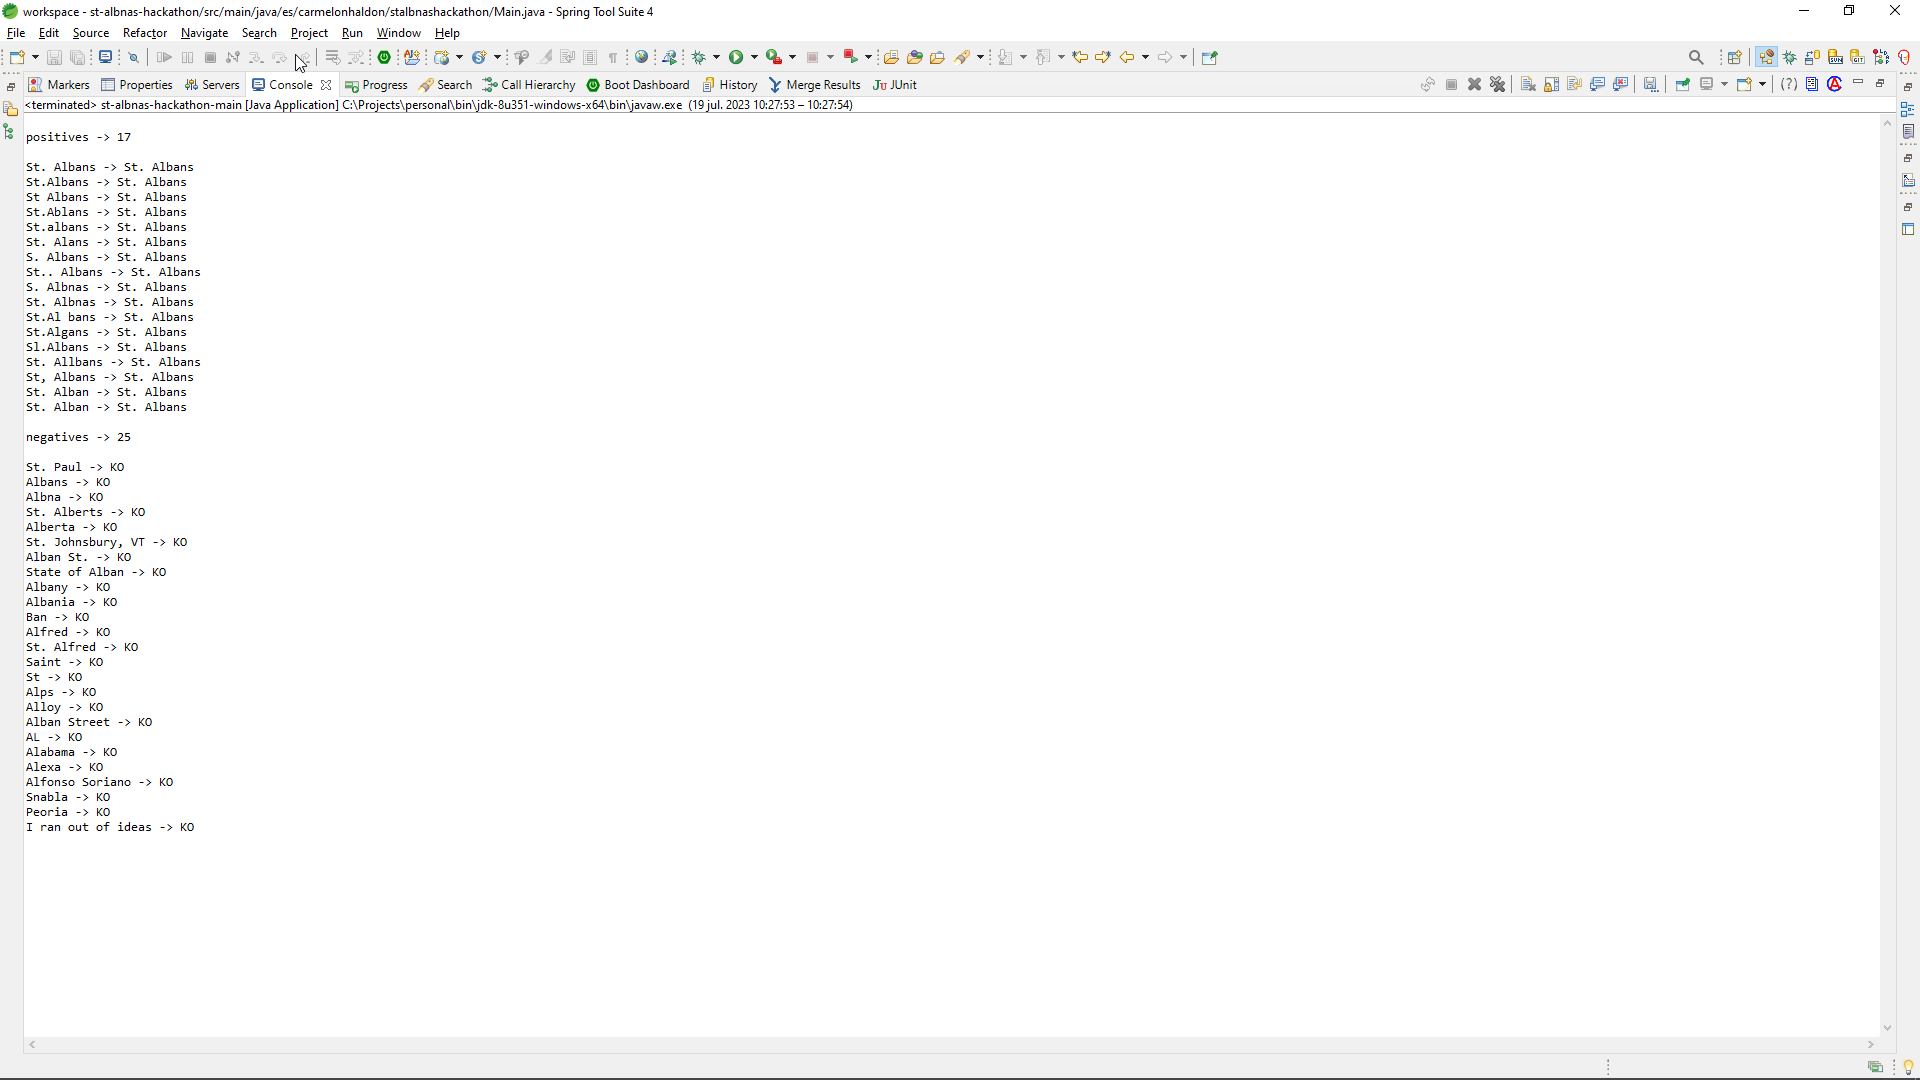 workspace - st-albnas-hackathon/src/main/java/es/carmelonhaldon/stalbnashackathon/Main.java - Spring Tool Suite 4
File Edit Source Refactor Navigate Search Project Run Window Help
Markers Properties Servers Console Progress Search Call Hierarchy Boot Dashboard History Merge Results JUnit
<terminated> st-albnas-hackathon-main [Java Application] C:\Projects\personal\bin\jdk-8u351-windows-x64\bin\javaw.exe (19 jul. 2023 10:27:53 – 10:27:54)
positives -> 17
St. Albans -> St. Albans
St.Albans -> St. Albans
St Albans -> St. Albans
St.Ablans -> St. Albans
St.albans -> St. Albans
St. Alans -> St. Albans
S. Albans -> St. Albans
St.. Albans -> St. Albans
S. Albnas -> St. Albans
St. Albnas -> St. Albans
St.Al bans -> St. Albans
St.Algans -> St. Albans
Sl.Albans -> St. Albans
St. Allbans -> St. Albans
St, Albans -> St. Albans
St. Alban -> St. Albans
St. Alban -> St. Albans
negatives -> 25
St. Paul -> KO
Albans -> KO
Albna -> KO
St. Alberts -> KO
Alberta -> KO
St. Johnsbury, VT -> KO
Alban St. -> KO
State of Alban -> KO
Albany -> KO
Albania -> KO
Ban -> KO
Alfred -> KO
St. Alfred -> KO
Saint -> KO
St -> KO
Alps -> KO
Alloy -> KO
Alban Street -> KO
AL -> KO
Alabama -> KO
Alexa -> KO
Alfonso Soriano -> KO
Snabla -> KO
Peoria -> KO
I ran out of ideas -> KO